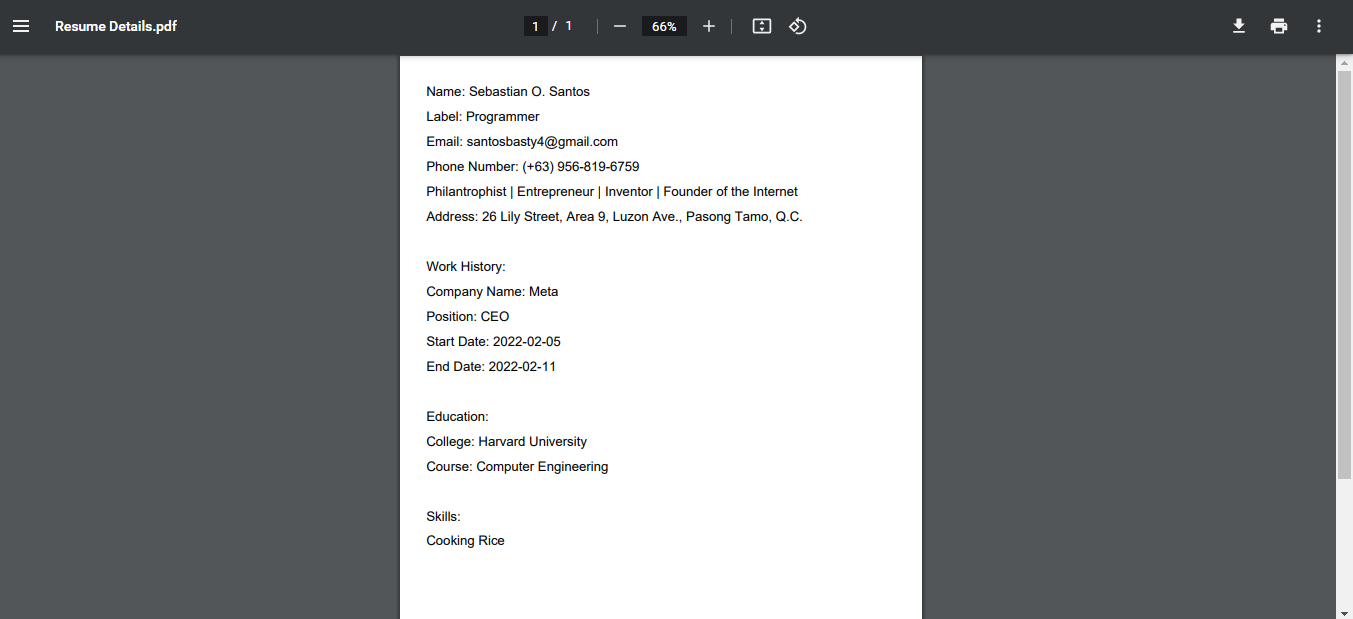 Resume Details.pdf
1 / 1
66%
Name: Sebastian O. Santos
Label: Programmer
Email: santosbasty4@gmail.com
Phone Number: (+63) 956-819-6759
Philantrophist | Entrepreneur | Inventor | Founder of the Internet
Address: 26 Lily Street, Area 9, Luzon Ave., Pasong Tamo, Q.C.
Work History:
Company Name: Meta
Position: CEO
Start Date: 2022-02-05
End Date: 2022-02-11
Education:
College: Harvard University
Course: Computer Engineering
Skills:
Cooking Rice